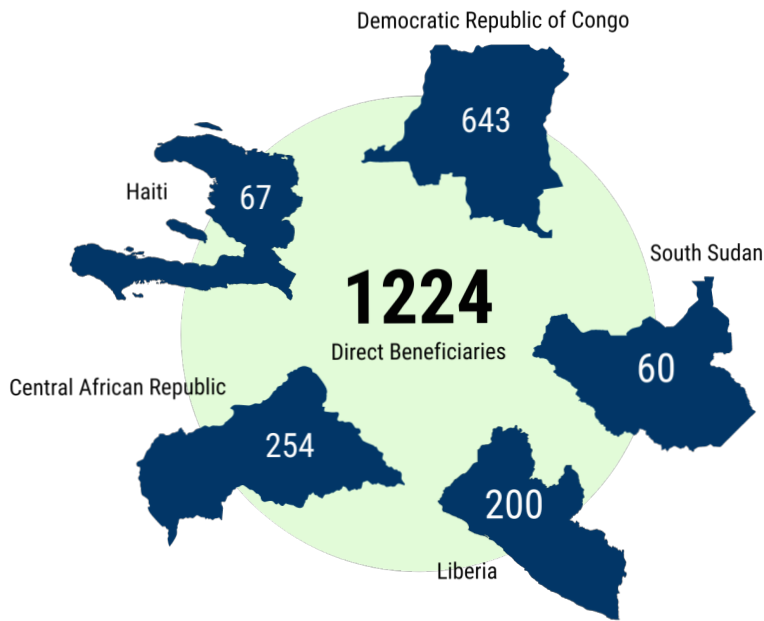 Democratic Republic of Congo
643
Haiti
67
South Sudan
60
1224
Direct Beneficiaries
Central African Republic
254
200
Liberia